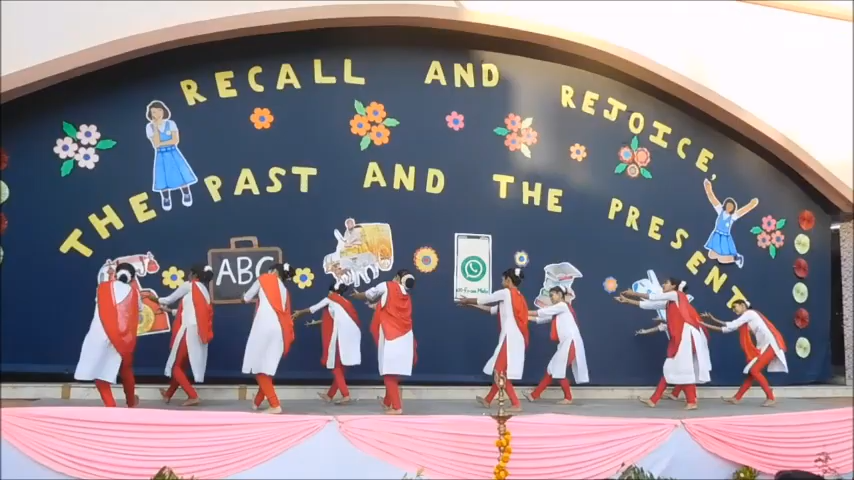 RECALL AND REJOICE,
THE PAST AND THE PRESENT
ABC